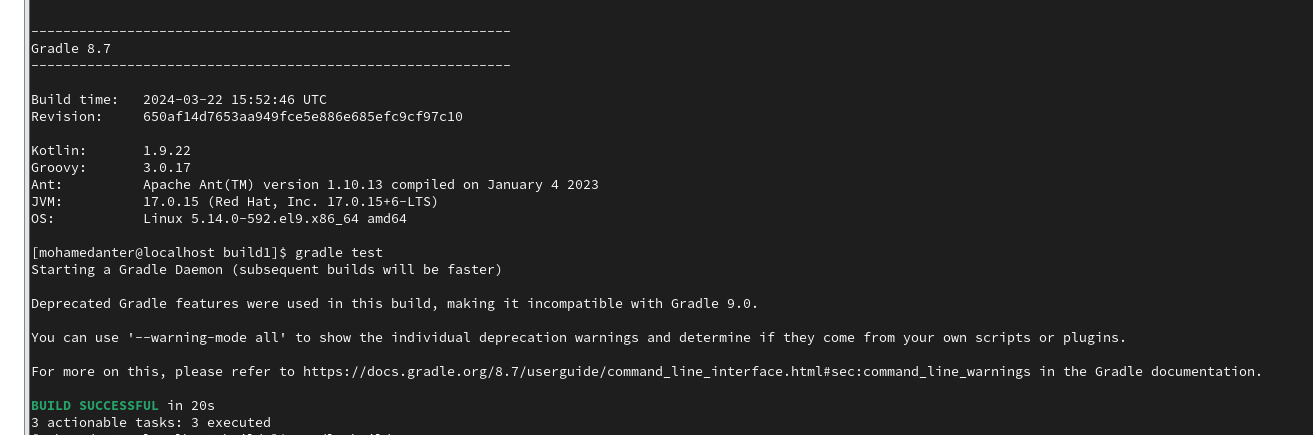 ------------------------------------------------------------
Gradle 8.7
------------------------------------------------------------
Build time:   2024-03-22 15:52:46 UTC
Revision:     650af14d7653aa949fce5e886e685efc9cf97c10
Kotlin:       1.9.22
Groovy:       3.0.17
Ant:          Apache Ant(TM) version 1.10.13 compiled on January 4 2023
JVM:          17.0.15 (Red Hat, Inc. 17.0.15+6-LTS)
OS:           Linux 5.14.0-592.el9.x86_64 amd64
[mohamedanter@localhost build1]$ gradle test
Starting a Gradle Daemon (subsequent builds will be faster)
Deprecated Gradle features were used in this build, making it incompatible with Gradle 9.0.
You can use '--warning-mode all' to show the individual deprecation warnings and determine if they come from your own scripts or plugins.
For more on this, please refer to https://docs.gradle.org/8.7/userguide/command_line_interface.html#sec:command_line_warnings in the Gradle documentation.
BUILD SUCCESSFUL in 20s
3 actionable tasks: 3 executed